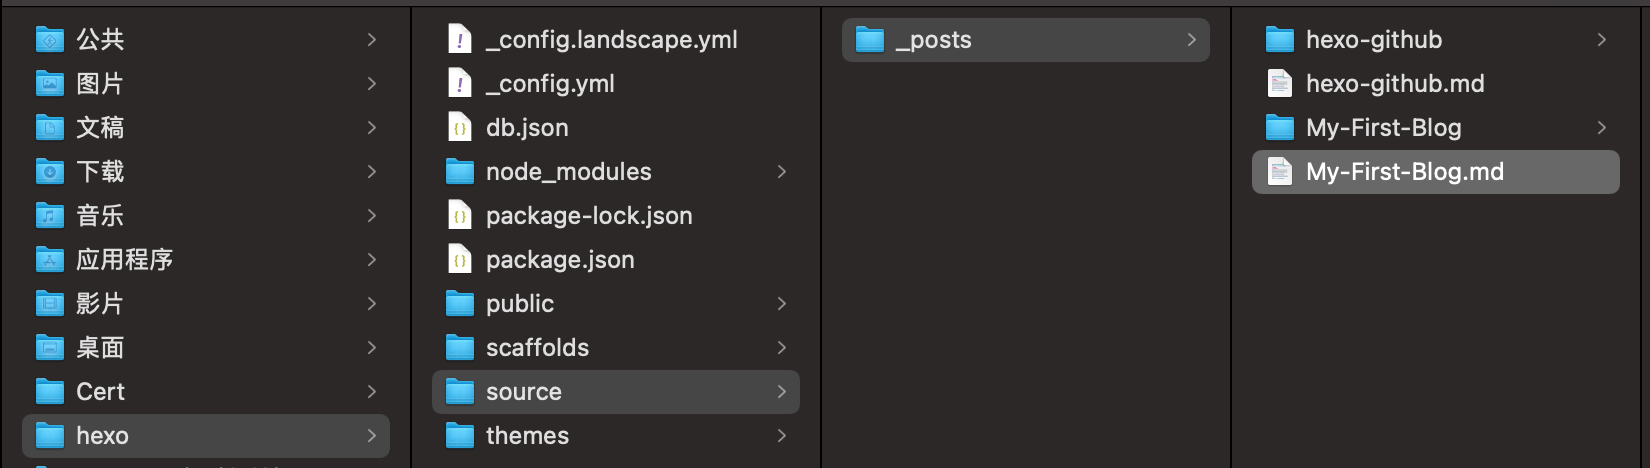 公共
图片
文稿
下载
音乐
应用程序
影片
桌面
Cert
hexo
_config.landscape.yml
_config.yml
db.json
node_modules
package-lock.json
package.json
public
scaffolds
source
themes
_posts
hexo-github
hexo-github.md
My-First-Blog
My-First-Blog.md